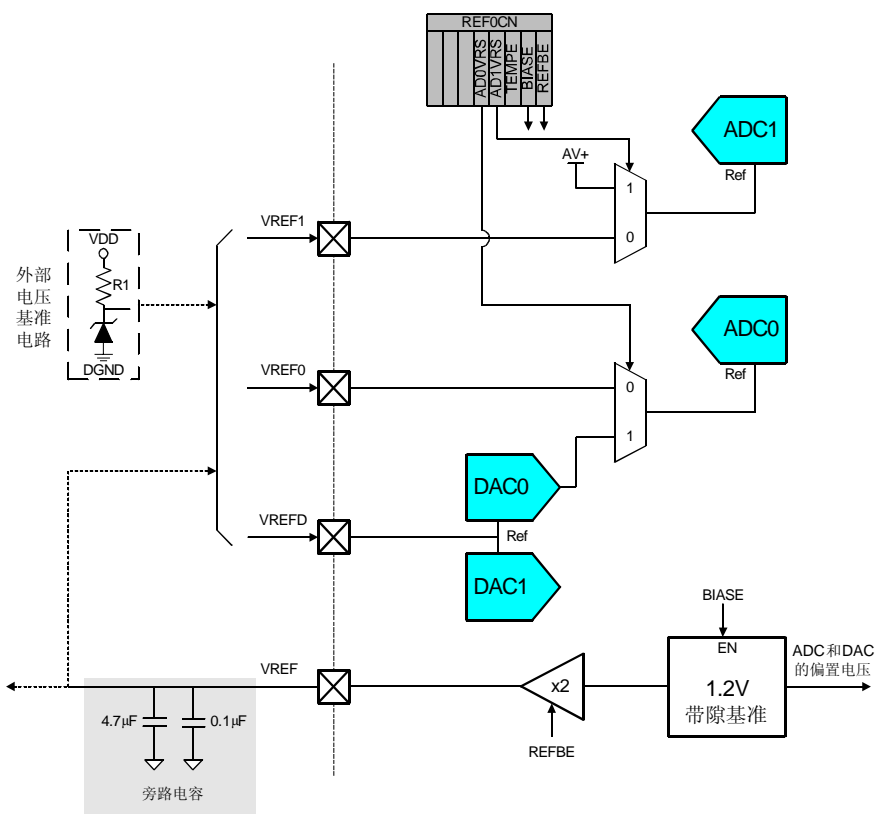 REF0CN
AD0VRS
AD1VRS
TEMPE
BIASE
REFBE
ADC1
Ref
AV+
1
0
VREF1
外部
电压
基准
电路
VDD
R1
DGND
ADC0
Ref
VREF0
0
1
DAC0
VREFD
Ref
DAC1
BIASE
EN
1.2V
带隙基准
ADC和DAC
的偏置电压
VREF
x2
REFBE
4.7μF
0.1μF
旁路电容